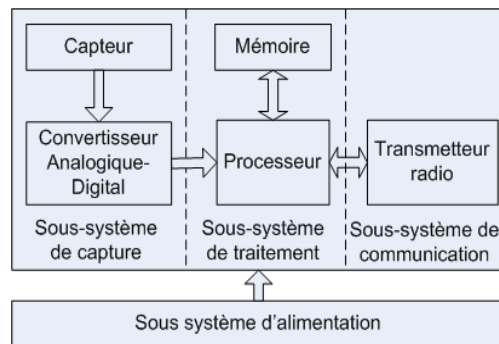 Capteur
Mémoire
Convertisseur
Analogique-
Digital
Processeur
Transmetteur
radio
Sous-système
de capture
Sous-système
de traitement
Sous-système de
communication
Sous système d'alimentation